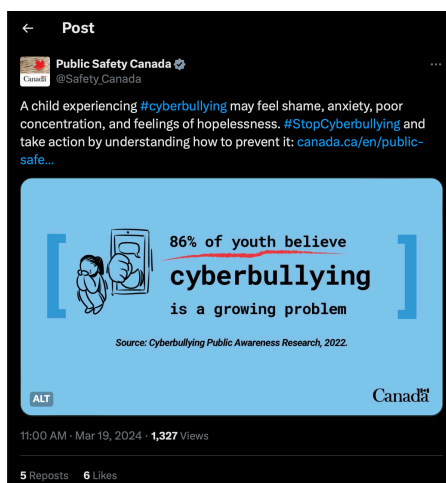 Post
Public Safety Canada
Canada
@Safety_Canada
A child experiencing #cyberbullying may feel shame, anxiety, poor
concentration, and feelings of hopelessness. #StopCyberbullying and
take action by understanding how to prevent it: canada.ca/en/public-
safe...
86% of youth believe
cyberbullying
is a growing problem
Source: Cyberbullying Public Awareness Research, 2022.
ALT
Canada
11:00 AM · Mar 19, 2024 · 1,327 Views
5 Reposts 6 Likes